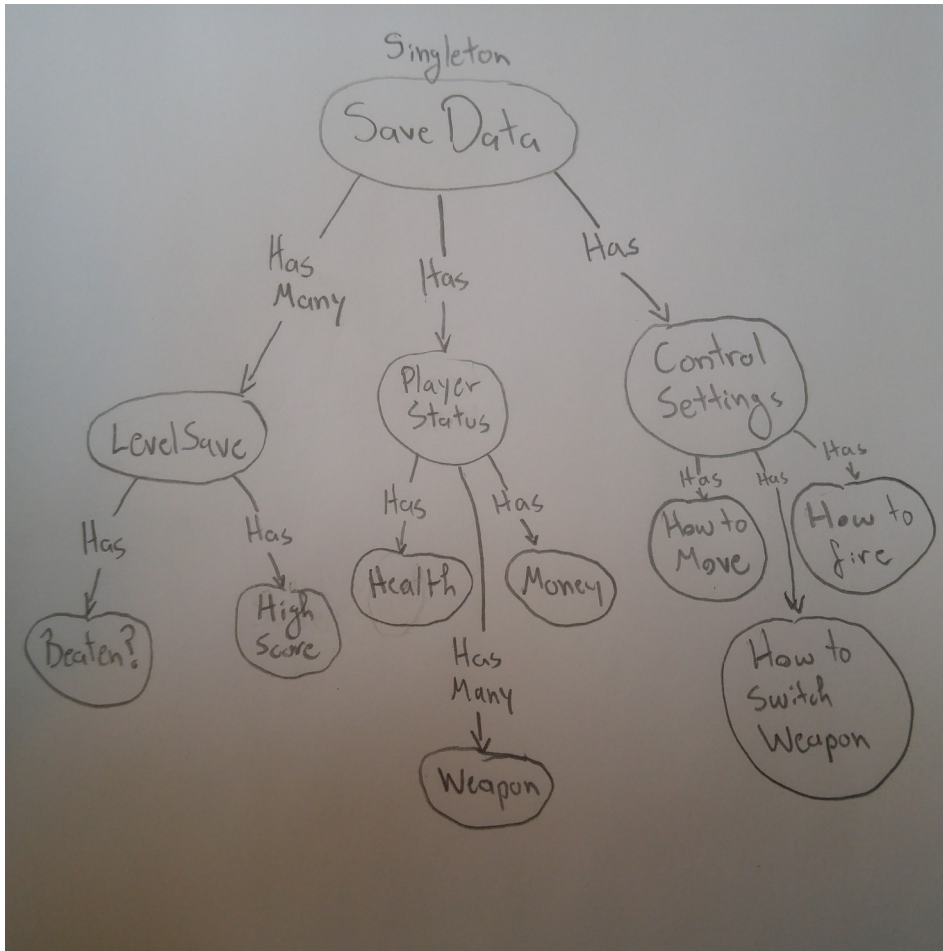 Singleton
Save Data
Has
Many
Has
Has
Control
Settings
Player
Status
LevelSave
Has
Has
Has
Has
Has
Has
Has
How to
Move
How to
fire
Health
Money
Beaten?
High
Score
Has
Many
How to
Switch
Weapon
Weapon